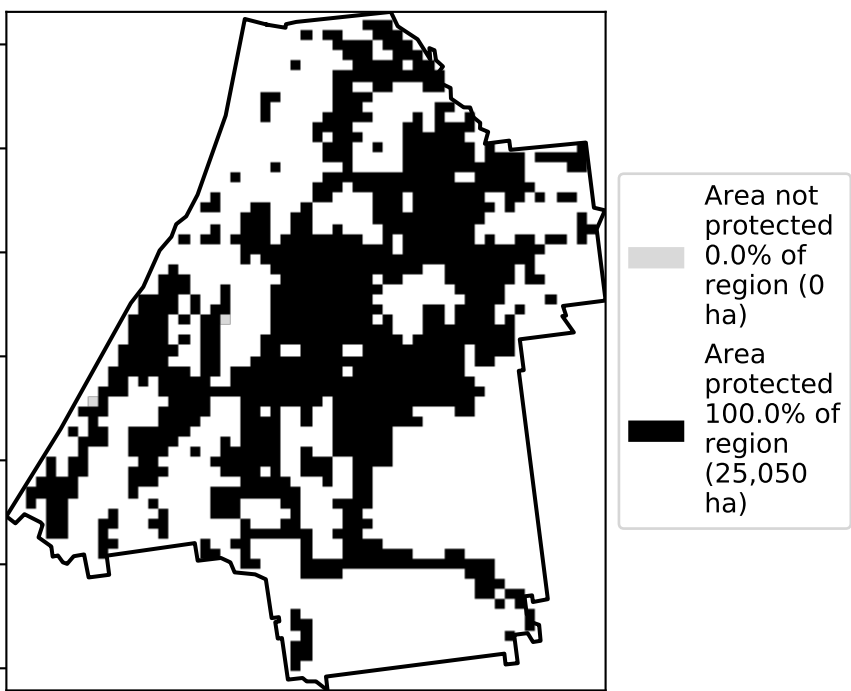 Area not
protected
0.0% of
region (0
ha)
Area
protected
100.0% of
region
(25,050
ha)